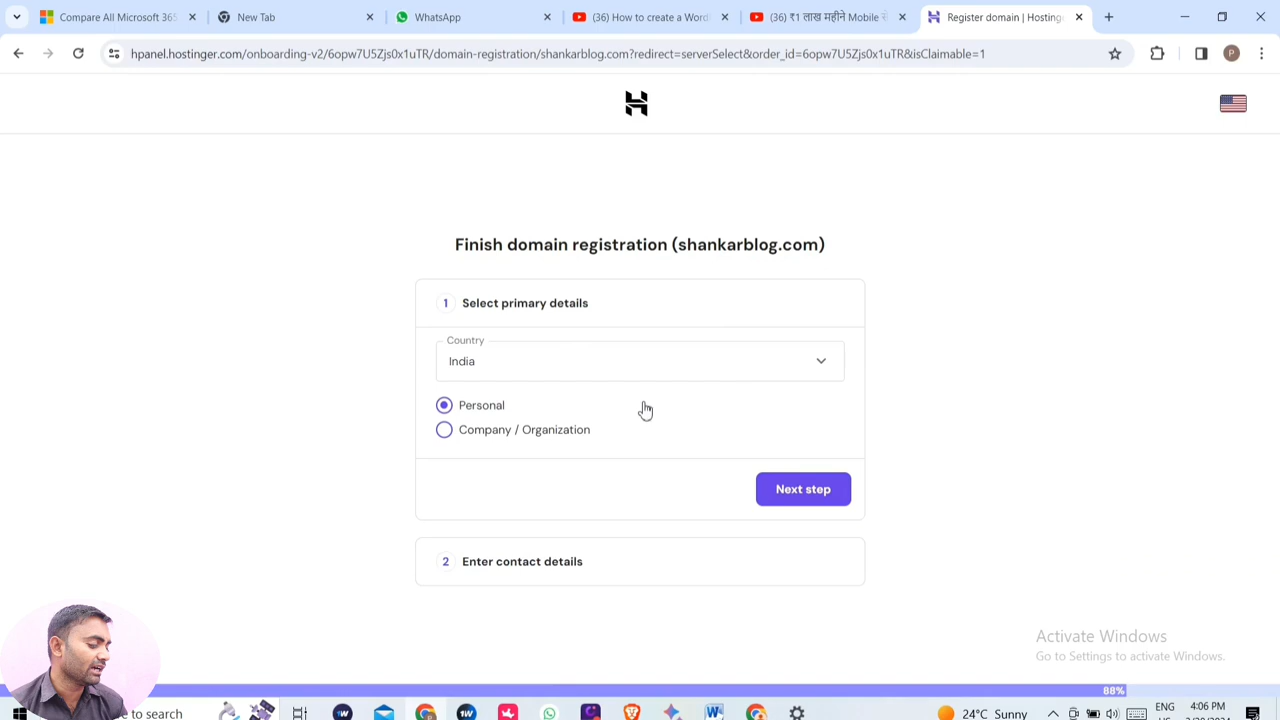 Compare All Microsoft 365
New Tab
WhatsApp
(36) How to create a Word
(36) ₹1 लाख महीने Mobile से
Register domain | Hosting
hpanel.hostinger.com/onboarding-v2/6opw7U5Zjs0x1uTR/domain-registration/shankarblog.com?redirect=serverSelect&order_id=6opw7U5Zjs0x1uTR&isClaimable=1
P
Finish domain registration (shankarblog.com)
1 Select primary details
Country
India
Personal
Company / Organization
Next step
2 Enter contact details
Activate Windows
Go to Settings to activate Windows.
88%
to search
24°C Sunny
ENG
4:06 PM